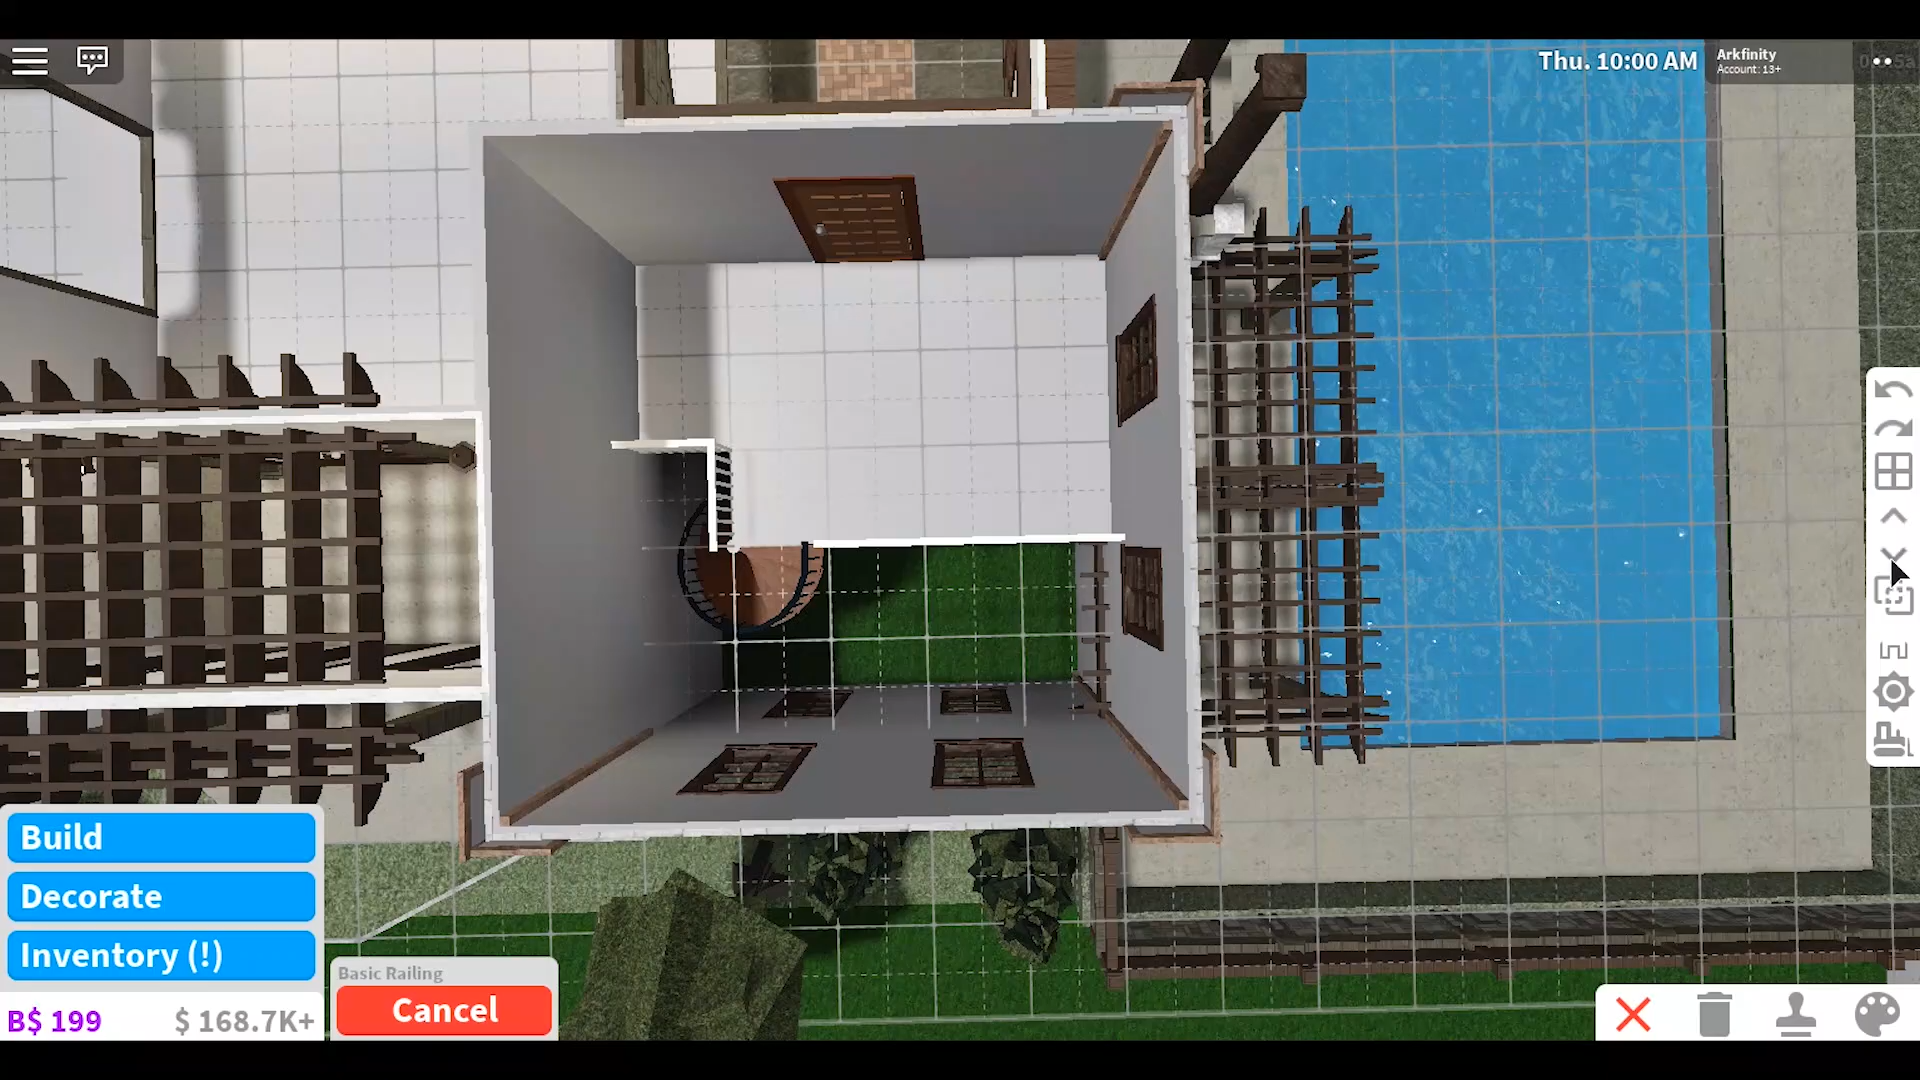 Thu. 10:00 AM
Arkfinity
Account: 13+
Build
Decorate
Inventory (!)
B$ 199
$ 168.7K+
Basic Railing
Cancel